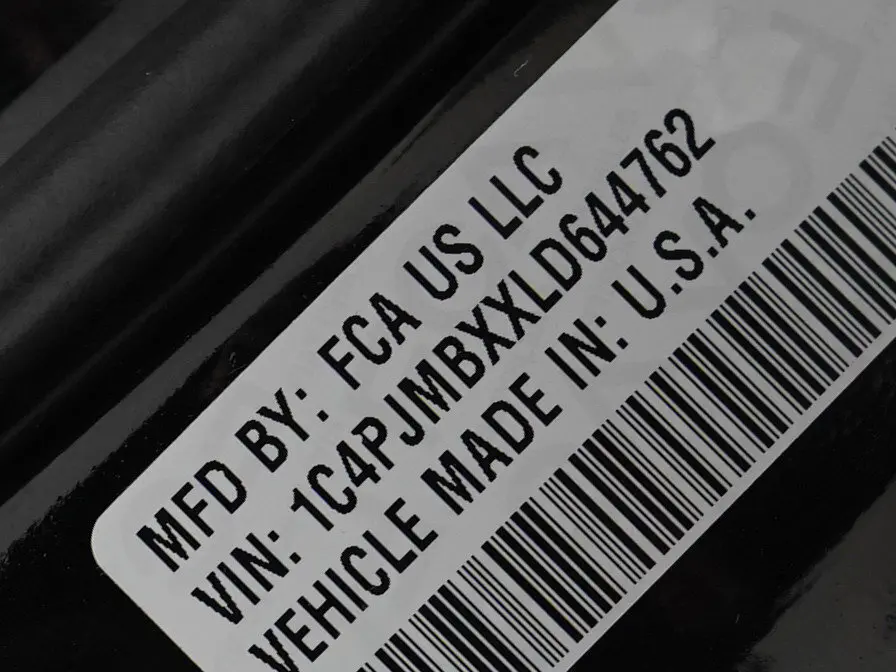 MFD BY: FCA US LLC
VIN: 1C4PJMBXXLD644762
VEHICLE MADE IN: U.S.A.